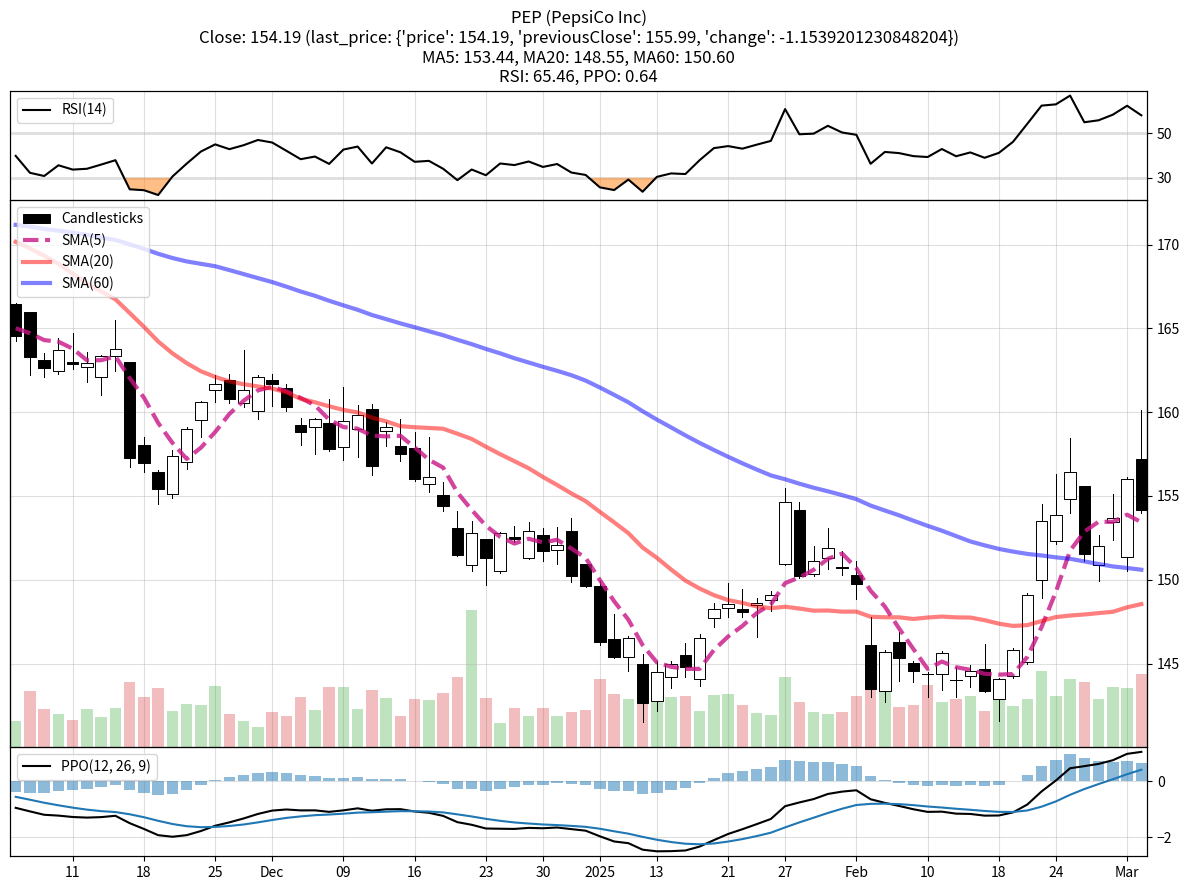 PEP (PepsiCo Inc)
Close: 154.19 (last_price: {'price': 154.19, 'previousClose': 155.99, 'change': -1.1539201230848204})
MA5: 153.44, MA20: 148.55, MA60: 150.60
RSI: 65.46, PPO: 0.64
RSI(14)
50
30
Candlesticks
SMA(5)
SMA(20)
SMA(60)
170
165
160
155
150
145
PPO(12, 26, 9)
0
−2
11 18 25 Dec 09 16 23 30 2025 13 21 27 Feb 10 18 24 Mar